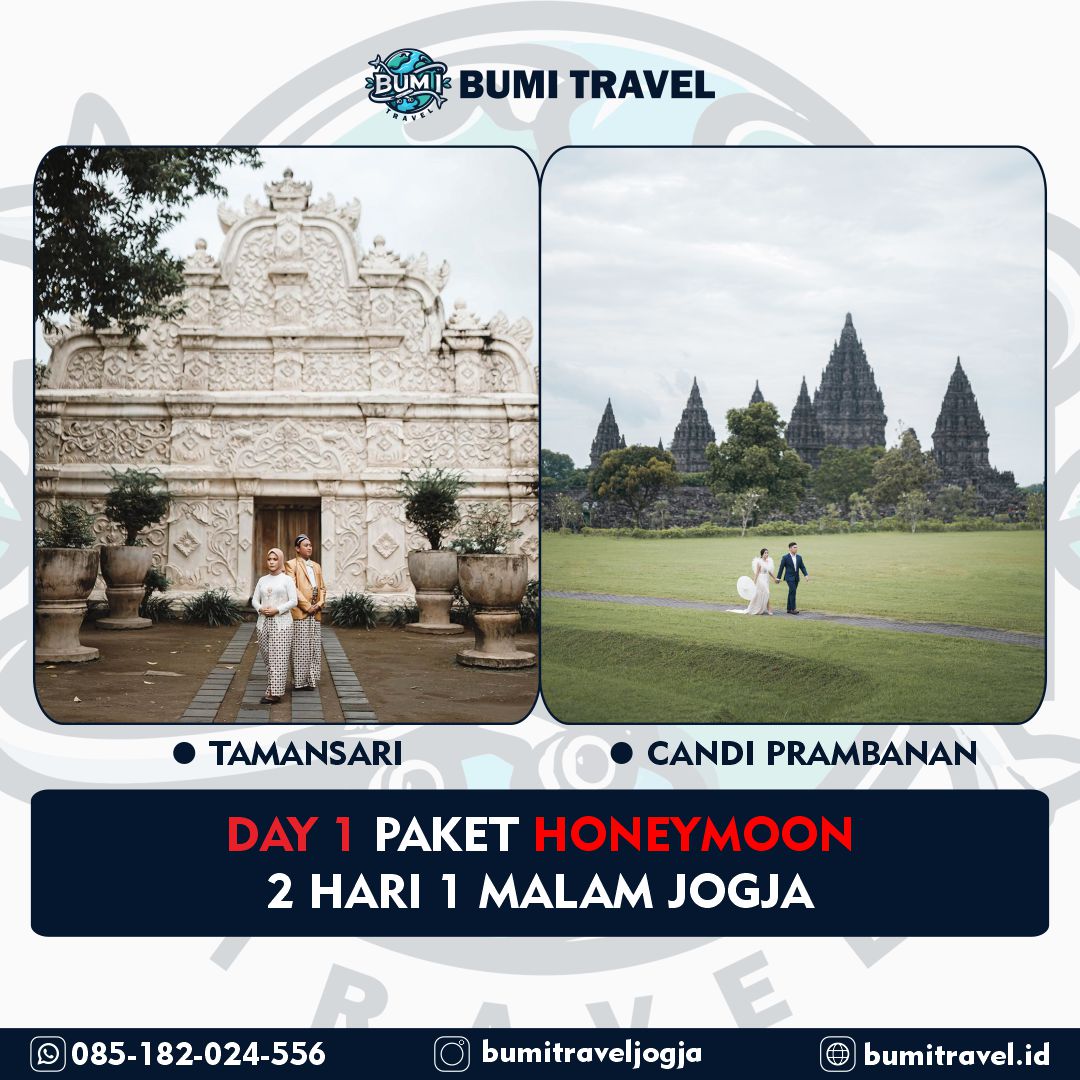 BUMI
TRAVEL
BUMI TRAVEL
● TAMANSARI
● CANDI PRAMBANAN
DAY 1 PAKET HONEYMOON
2 HARI 1 MALAM JOGJA
TRAVEL
085-182-024-556
bumitraveljogja
bumitravel.id